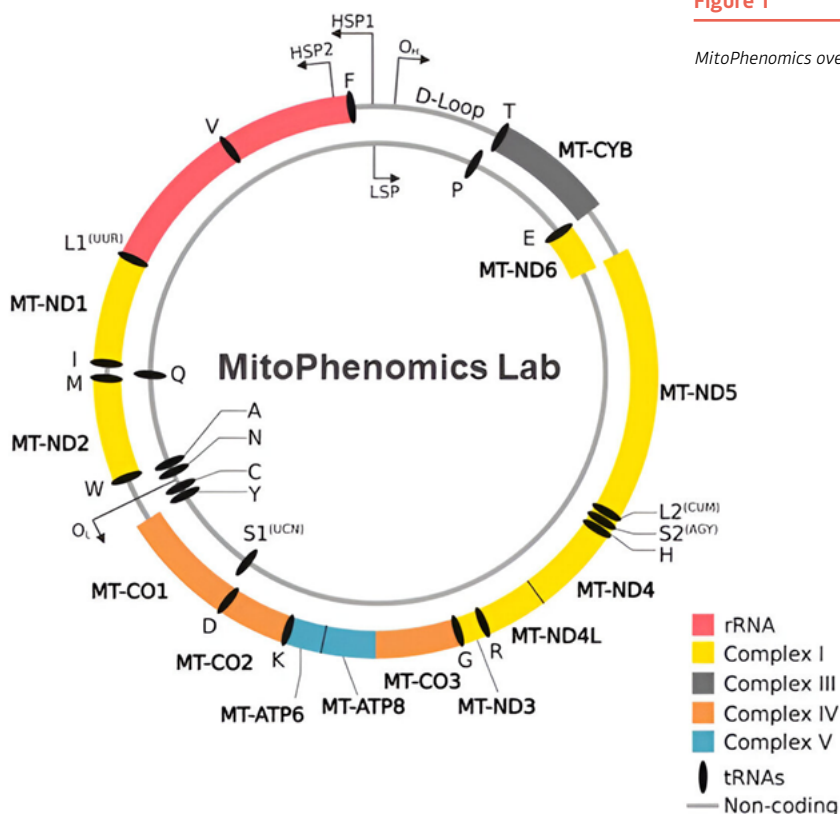 Figure 1
MitoPhenomics ove
HSP1
HSP2
OH
F
D-Loop
T
V
MT-CYB
LSP
P
L1(UUR)
E
MT-ND6
MT-ND1
I
M
Q
MitoPhenomics Lab
MT-ND5
A
N
MT-ND2
C
W
Y
L2(CUM)
OL
S1(UCN)
S2(AGY)
H
MT-CO1
MT-ND4
D
MT-CO2
K
MT-ND4L
G
R
MT-CO3
MT-ATP6
MT-ATP8
MT-ND3
rRNA
Complex I
Complex III
Complex IV
Complex V
tRNAs
Non-coding